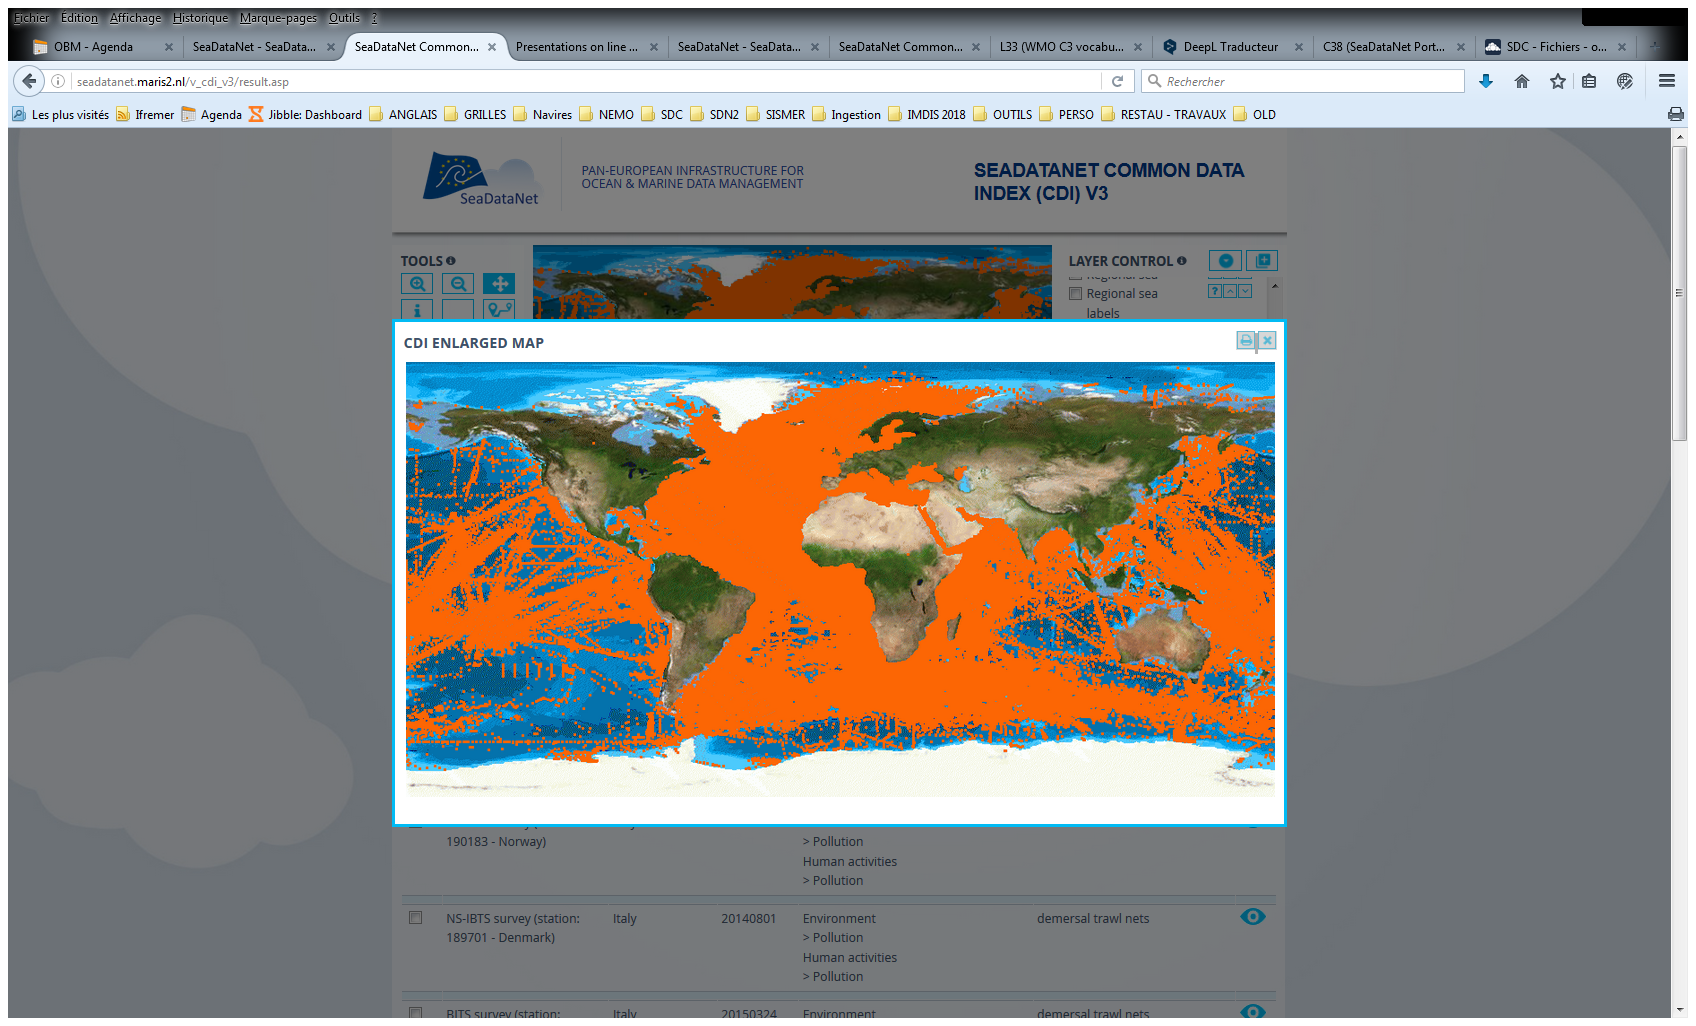 Fichier Édition Affichage Historique Marque-pages Outils ?
OBM - Agenda
SeaDataNet - SeaData...
SeaDataNet Common...
Presentations on line ...
SeaDataNet - SeaData...
SeaDataNet Common...
L33 (WMO C3 vocabu...
DeepL Traducteur
C38 (SeaDataNet Port...
SDC - Fichiers - o...
seadatanet.maris2.nl/v_cdi_v3/result.asp
Rechercher
Les plus visités Ifremer Agenda Jibble: Dashboard ANGLAIS GRILLES Navires NEMO SDC SDN2 SISMER Ingestion IMDIS 2018 OUTILS PERSO RESTAU - TRAVAUX OLD
SeaDataNet
PAN-EUROPEAN INFRASTRUCTURE FOR
OCEAN & MARINE DATA MANAGEMENT
SEADATANET COMMON DATA
INDEX (CDI) V3
TOOLS
LAYER CONTROL
Regional sea
Regional sea
labels
CDI ENLARGED MAP
190183 - Norway)
> Pollution
Human activities
> Pollution
NS-IBTS survey (station: Italy 20140801 Environment demersal trawl nets
189701 - Denmark) > Pollution
Human activities
> Pollution
BITS survey (station: Italy 20150324 Environment demersal trawl nets